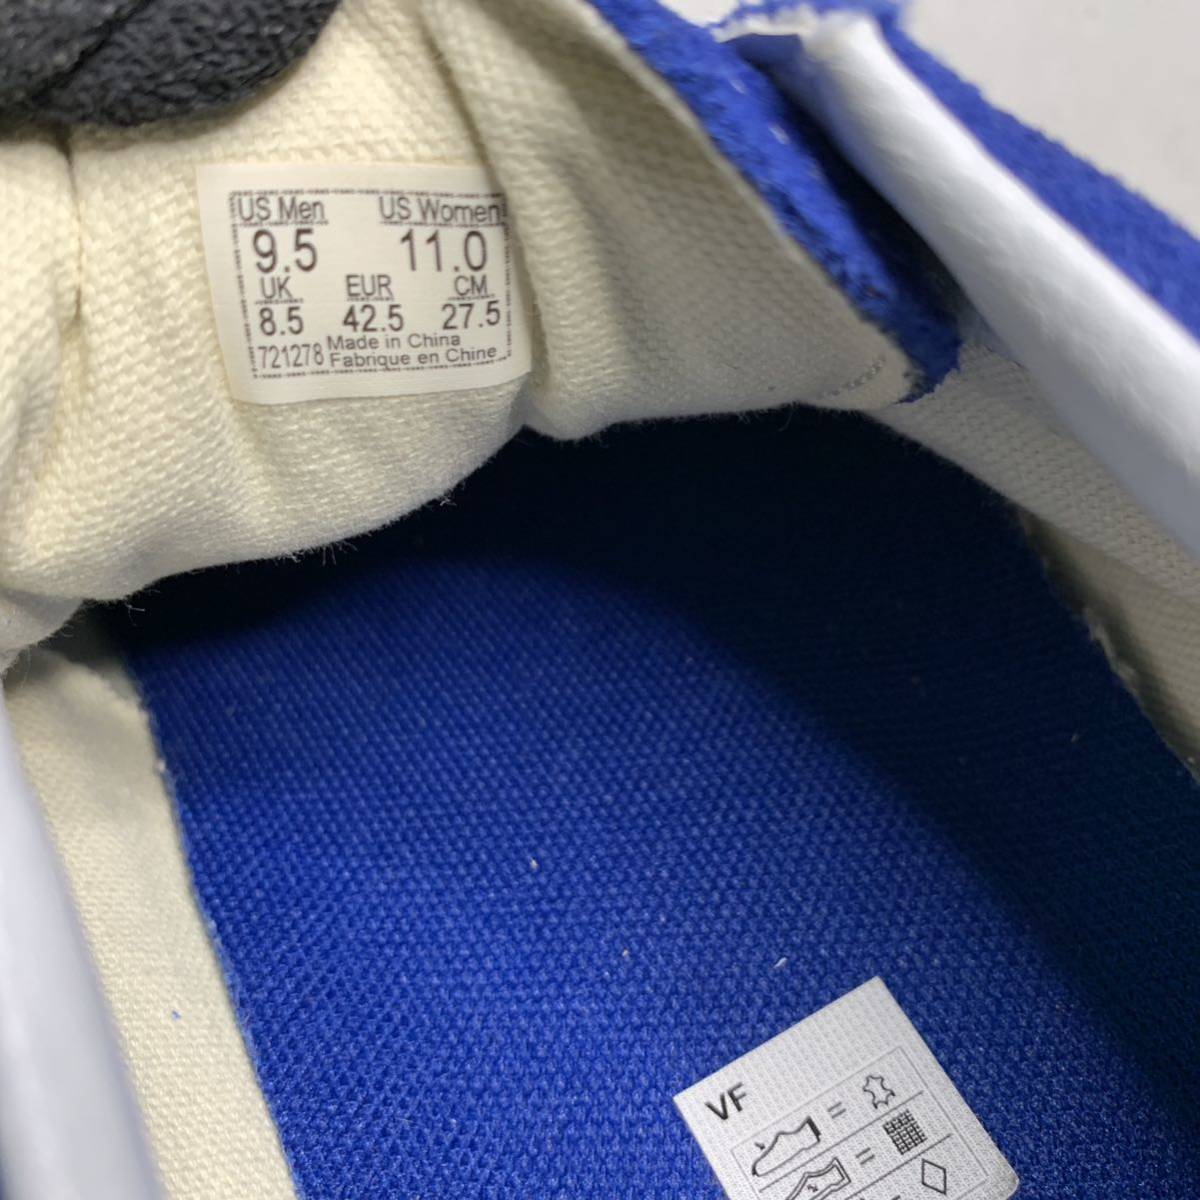 US Men US Women
9.5 11.0
UK EUR CM
8.5 42.5 27.5
721278 Made in China
Fabrique en Chine
VF
=
=